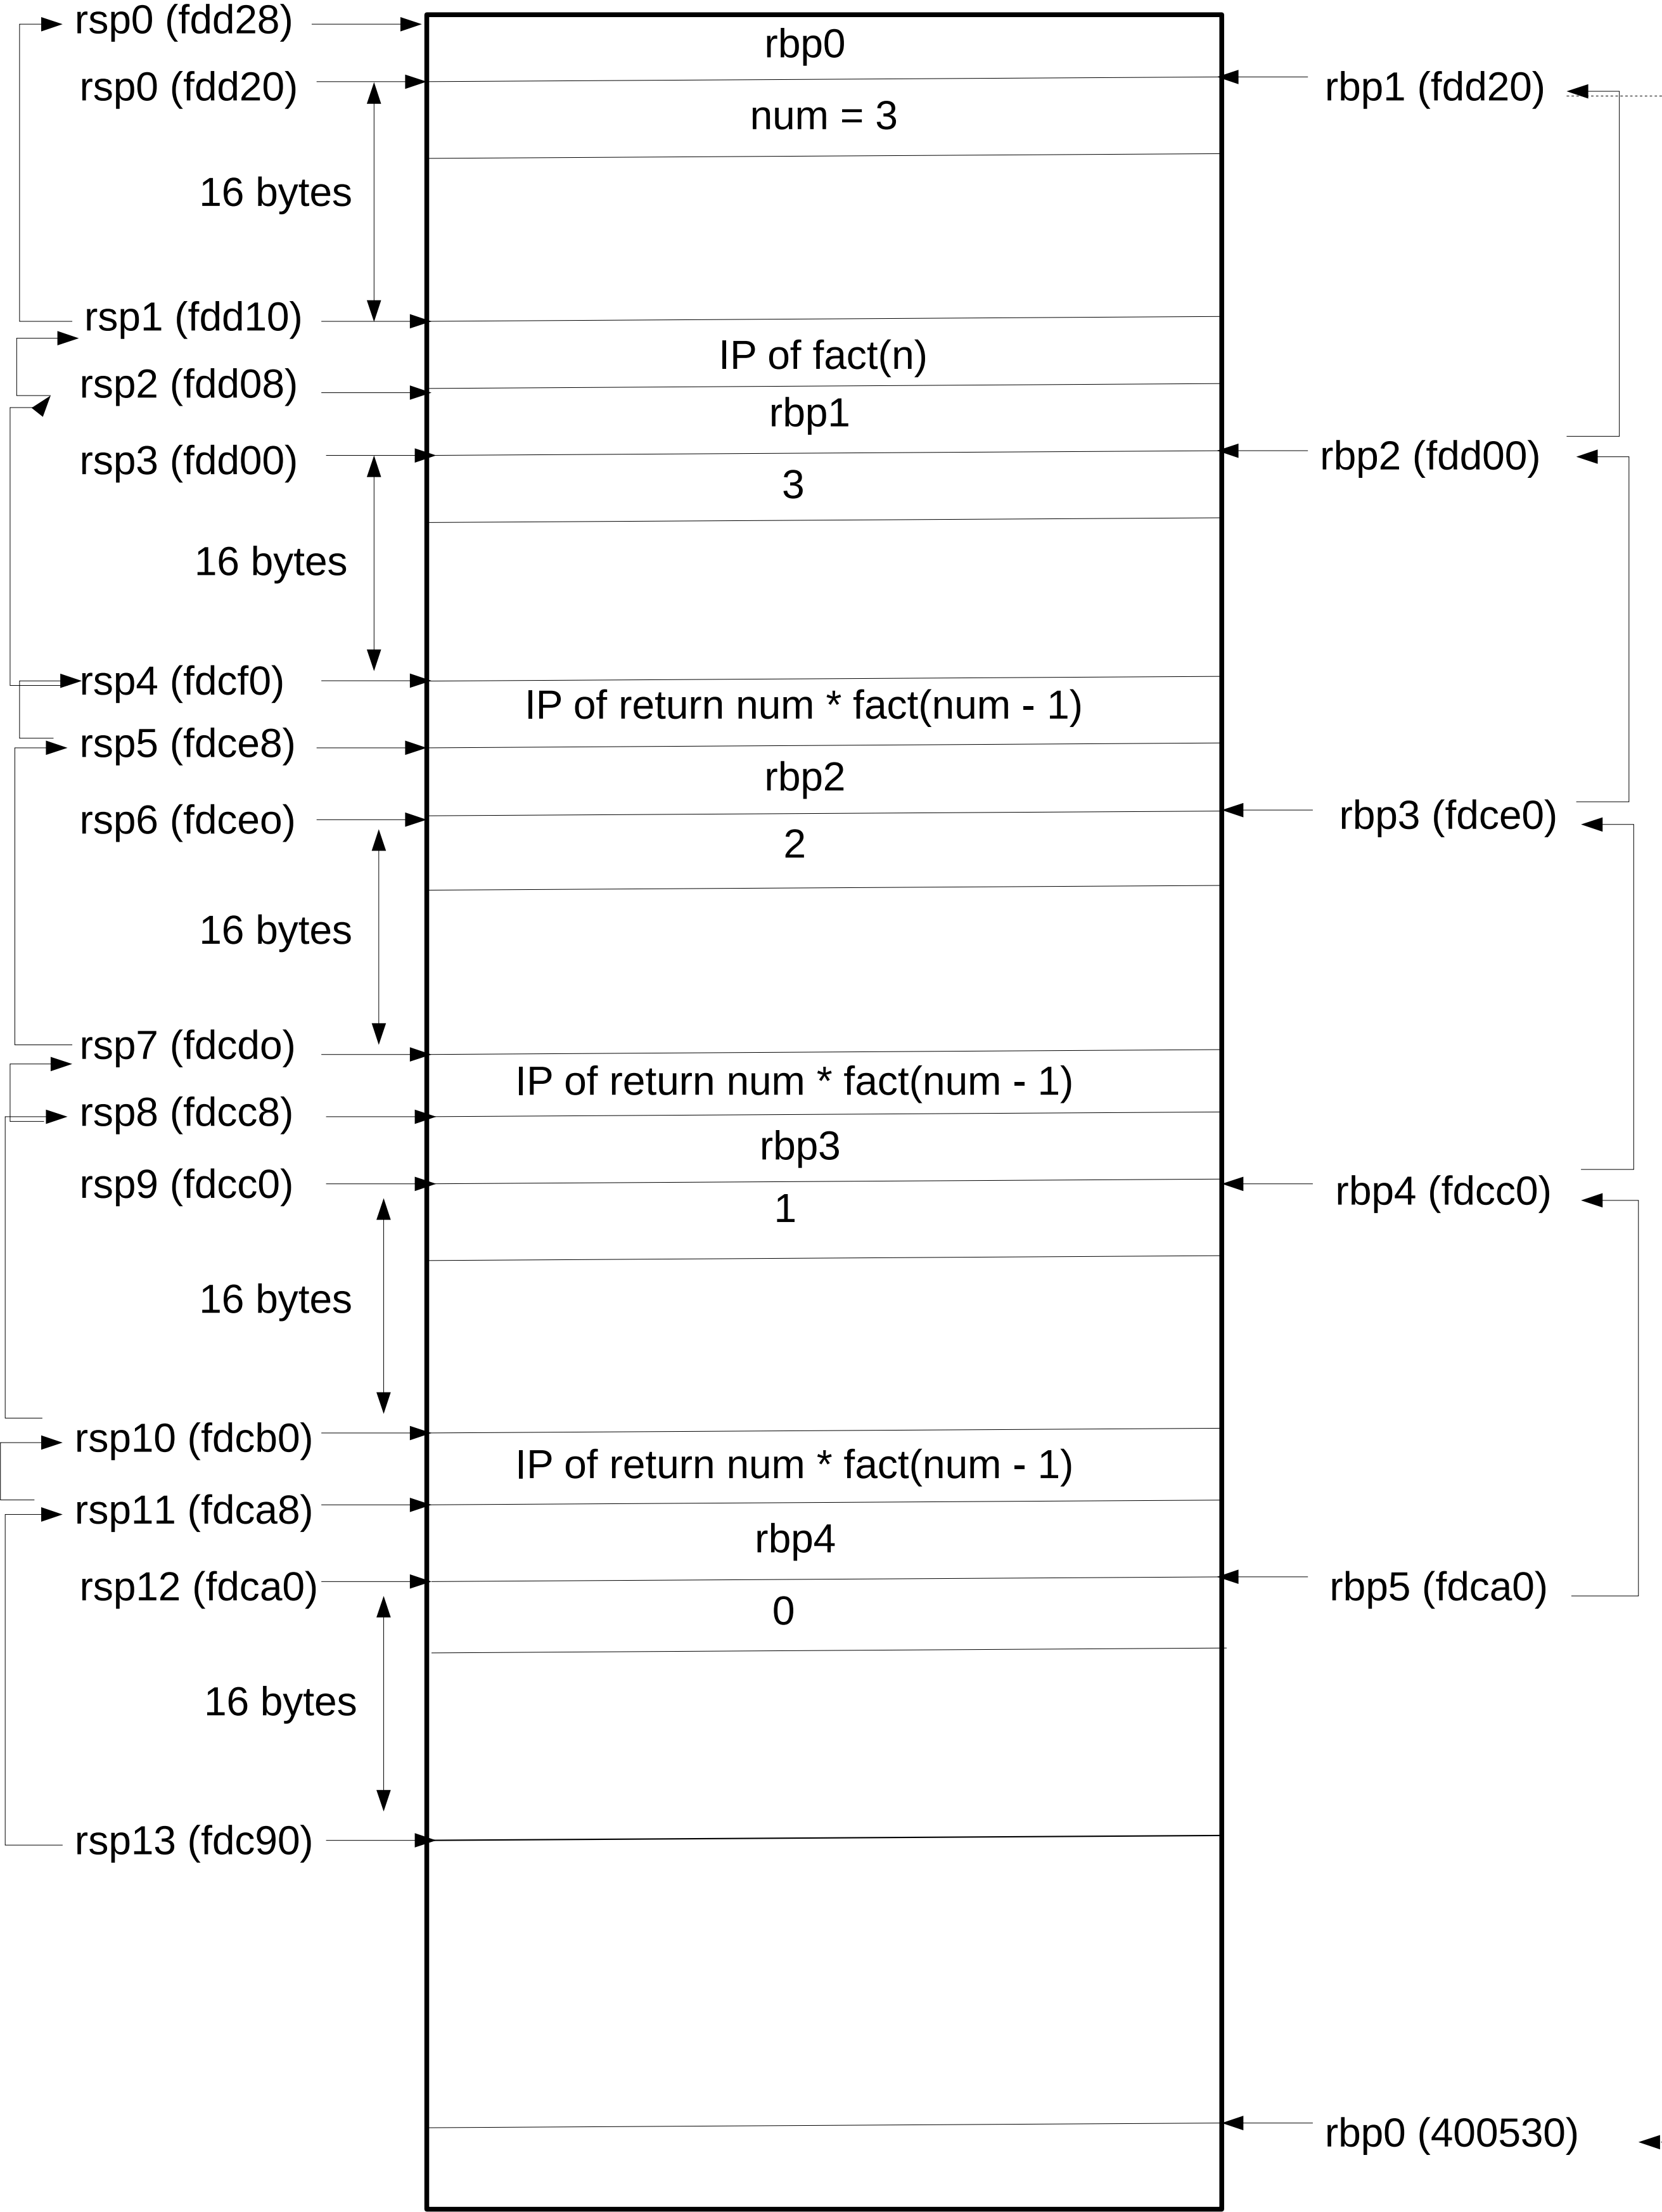 rsp0 (fdd28)
rbp0
rsp0 (fdd20)
rbp1 (fdd20)
num = 3
16 bytes
rsp1 (fdd10)
IP of fact(n)
rsp2 (fdd08)
rbp1
rsp3 (fdd00)
rbp2 (fdd00)
3
16 bytes
rsp4 (fdcf0)
IP of return num * fact(num - 1)
rsp5 (fdce8)
rbp2
rsp6 (fdceo)
rbp3 (fdce0)
2
16 bytes
rsp7 (fdcdo)
IP of return num * fact(num - 1)
rsp8 (fdcc8)
rbp3
rsp9 (fdcc0)
rbp4 (fdcc0)
1
16 bytes
rsp10 (fdcb0)
IP of return num * fact(num - 1)
rsp11 (fdca8)
rbp4
rsp12 (fdca0)
rbp5 (fdca0)
0
16 bytes
rsp13 (fdc90)
rbp0 (400530)